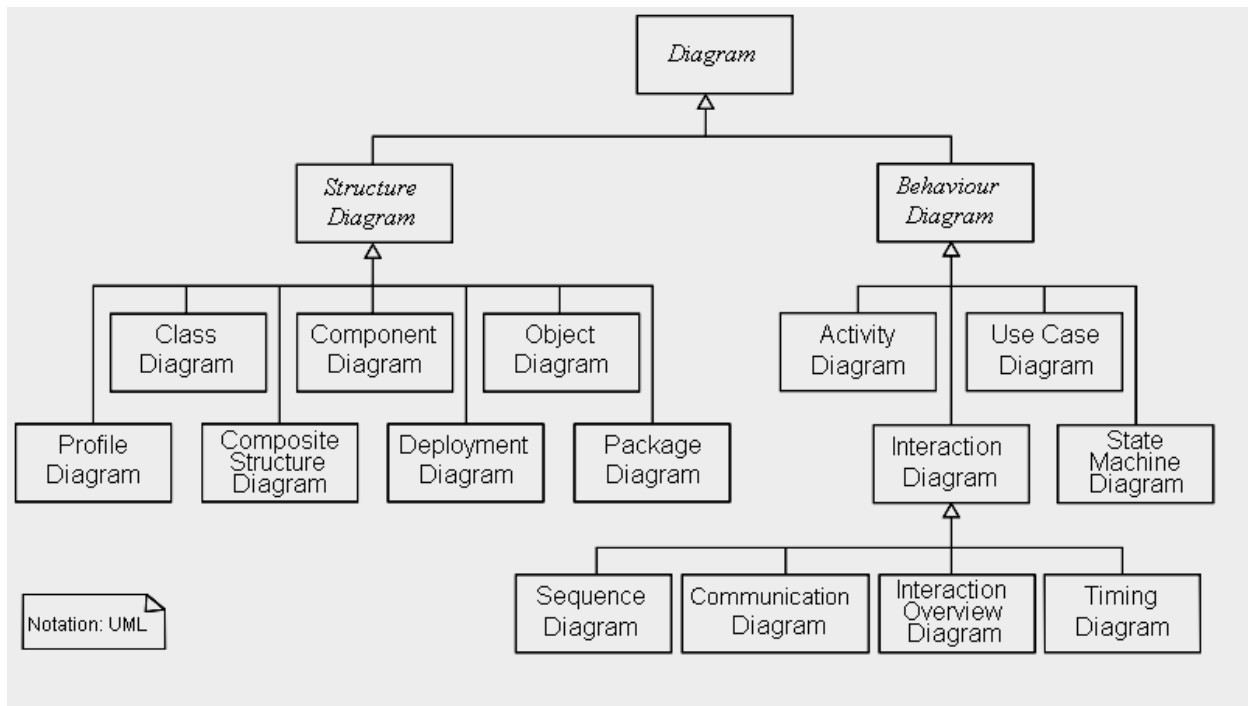 Diagram
Structure
Diagram
Behaviour
Diagram
Class
Diagram
Component
Diagram
Object
Diagram
Activity
Diagram
Use Case
Diagram
Profile
Diagram
Composite
Structure
Diagram
Deployment
Diagram
Package
Diagram
Interaction
Diagram
State
Machine
Diagram
Sequence
Diagram
Communication
Diagram
Interaction
Overview
Diagram
Timing
Diagram
Notation: UML